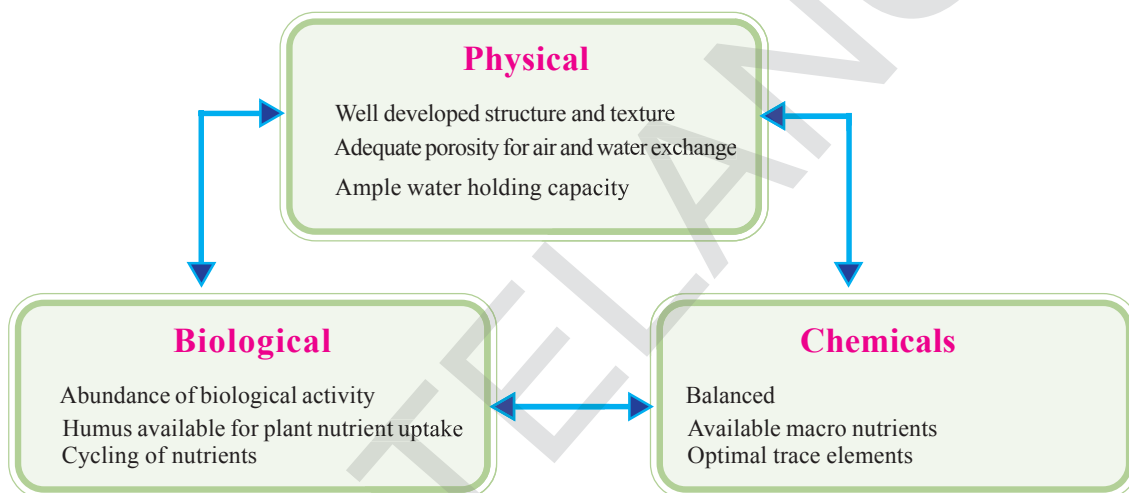 Physical
Well developed structure and texture
Adequate porosity for air and water exchange
Ample water holding capacity
Biological
Abundance of biological activity
Humus available for plant nutrient uptake
Cycling of nutrients
Chemicals
Balanced
Available macro nutrients
Optimal trace elements
TELANG